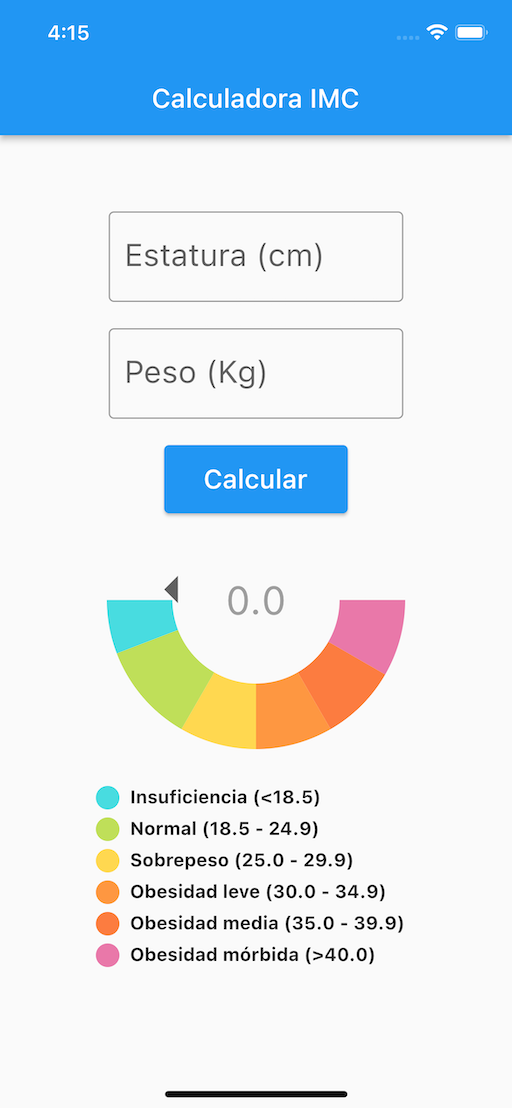 4:15
Calculadora IMC
Estatura (cm)
Peso (Kg)
Calcular
0.0
Insuficiencia (<18.5)
Normal (18.5 - 24.9)
Sobrepeso (25.0 - 29.9)
Obesidad leve (30.0 - 34.9)
Obesidad media (35.0 - 39.9)
Obesidad mórbida (>40.0)